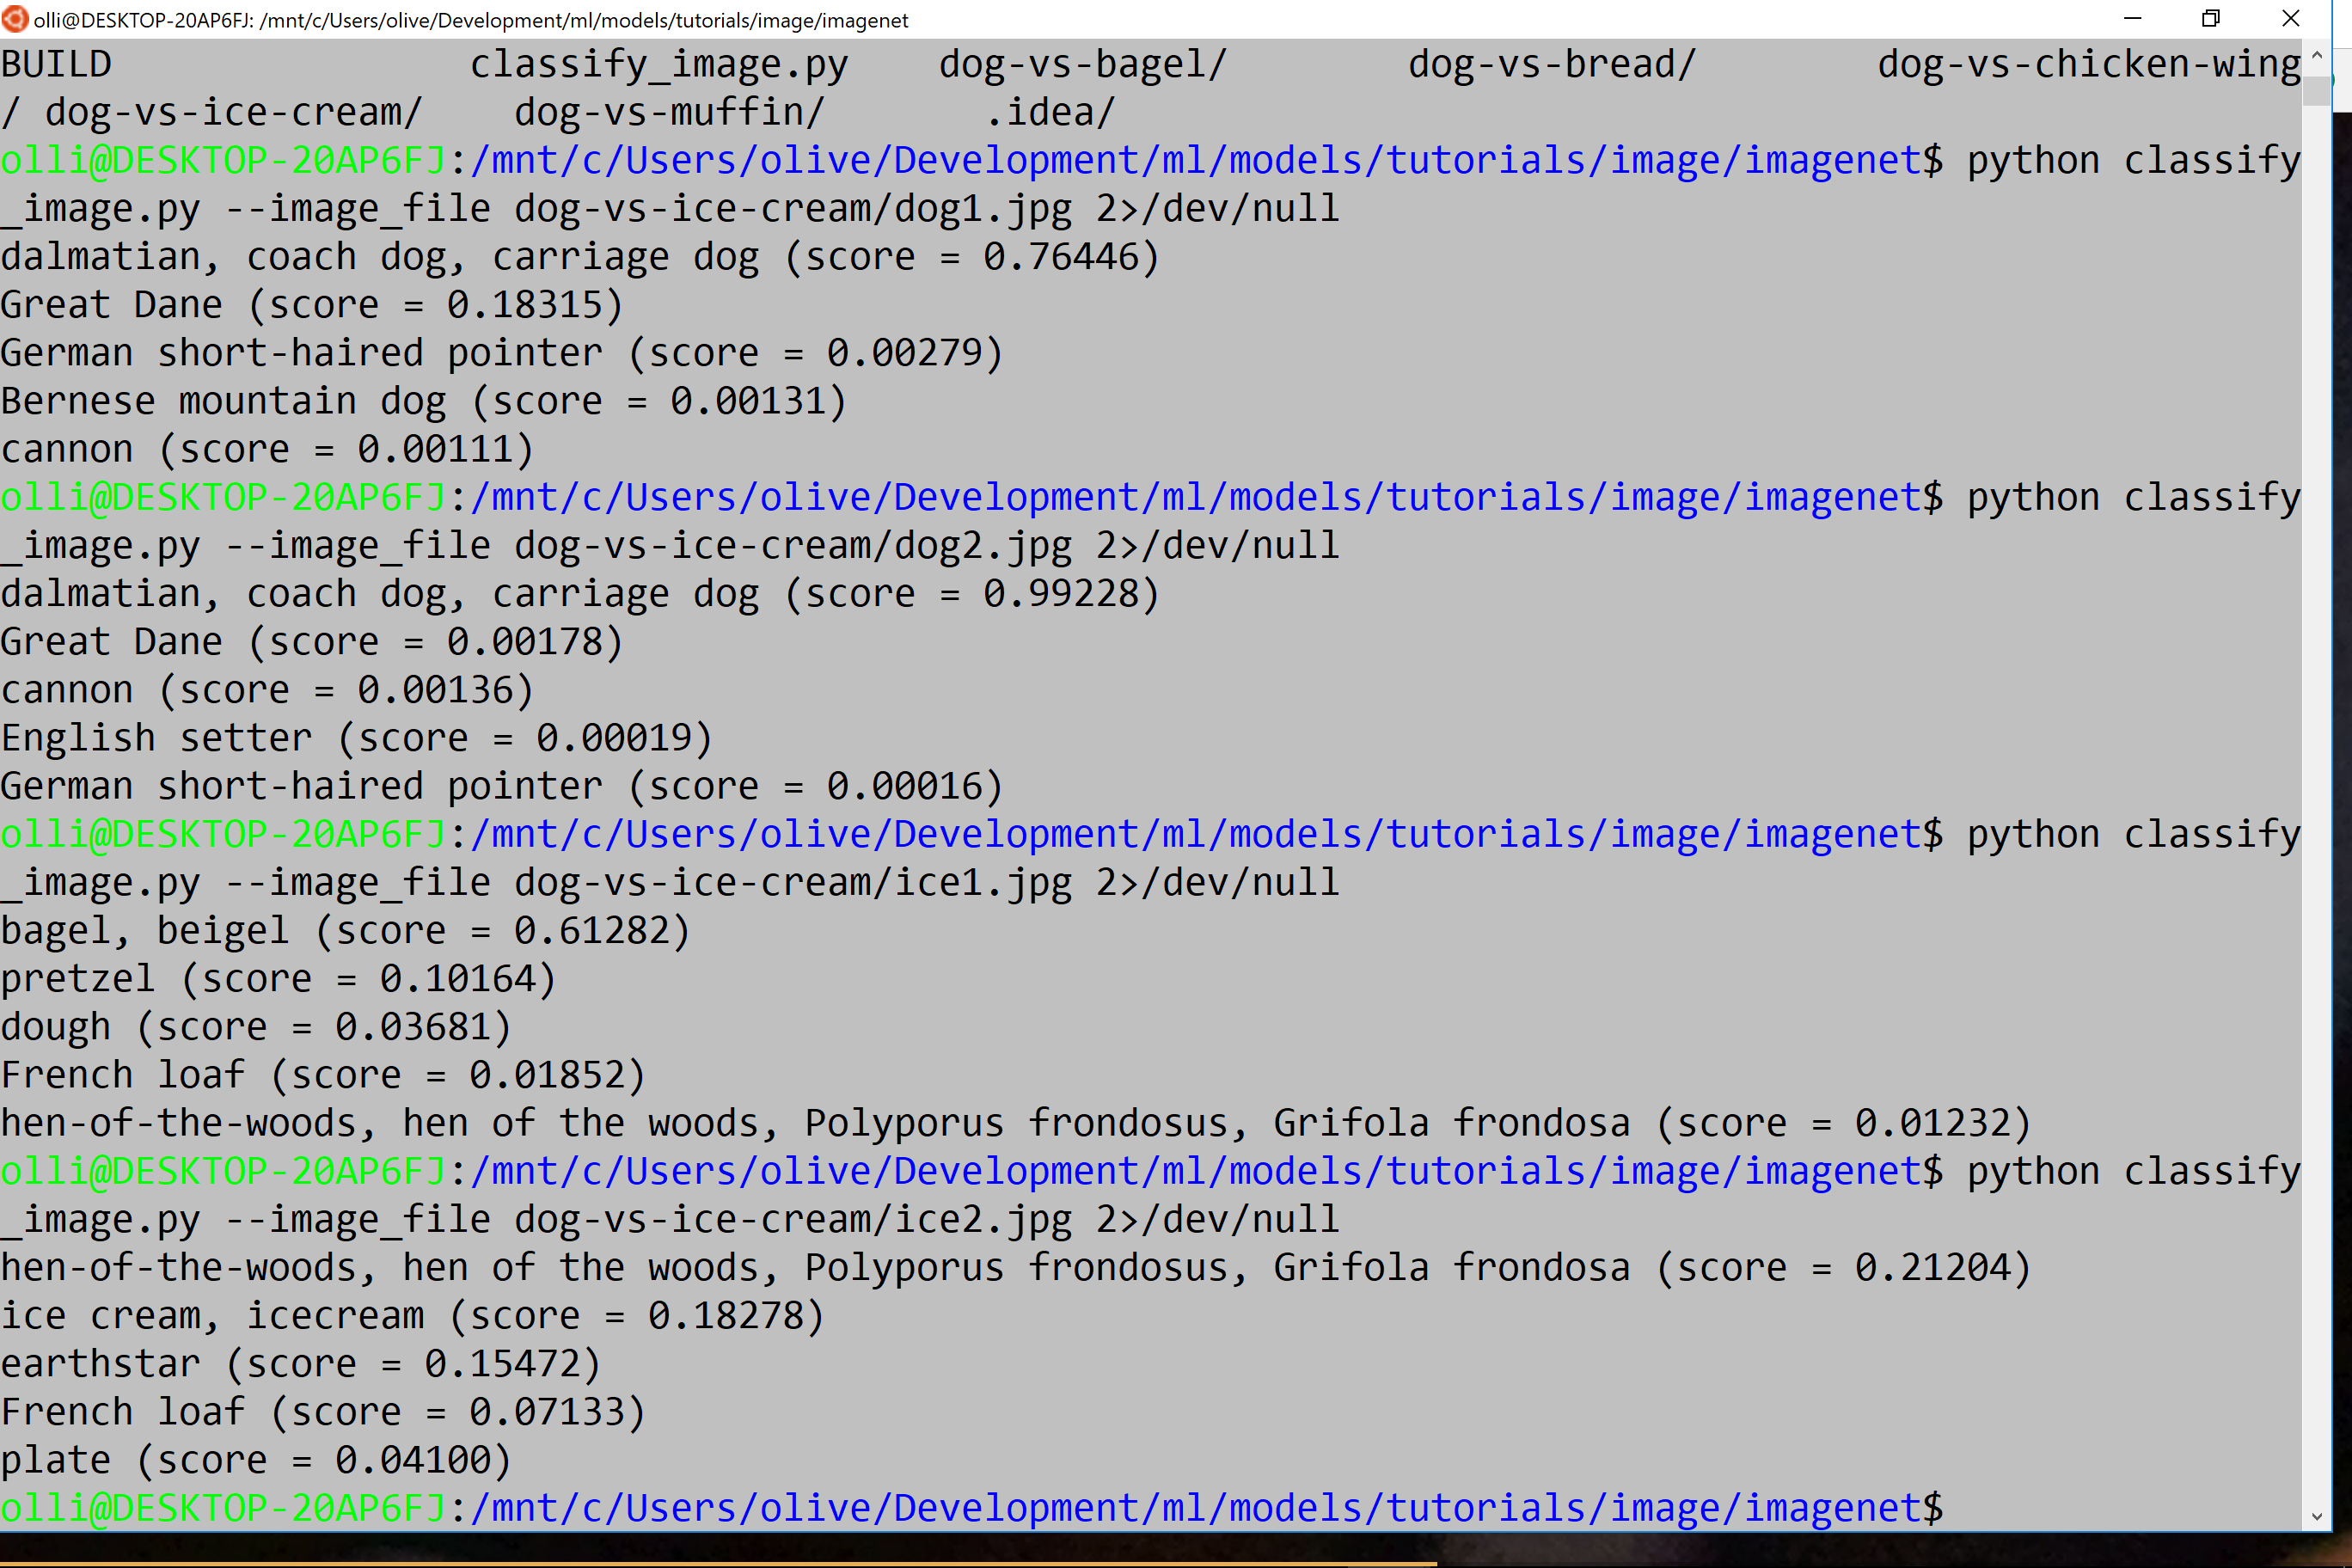 olli@DESKTOP-20AP6FJ: /mnt/c/Users/olive/Development/ml/models/tutorials/image/imagenet
BUILD classify_image.py dog-vs-bagel/ dog-vs-bread/ dog-vs-chicken-wing
/ dog-vs-ice-cream/ dog-vs-muffin/ .idea/
olli@DESKTOP-20AP6FJ:/mnt/c/Users/olive/Development/ml/models/tutorials/image/imagenet$ python classify
_image.py --image_file dog-vs-ice-cream/dog1.jpg 2>/dev/null
dalmatian, coach dog, carriage dog (score = 0.76446)
Great Dane (score = 0.18315)
German short-haired pointer (score = 0.00279)
Bernese mountain dog (score = 0.00131)
cannon (score = 0.00111)
olli@DESKTOP-20AP6FJ:/mnt/c/Users/olive/Development/ml/models/tutorials/image/imagenet$ python classify
_image.py --image_file dog-vs-ice-cream/dog2.jpg 2>/dev/null
dalmatian, coach dog, carriage dog (score = 0.99228)
Great Dane (score = 0.00178)
cannon (score = 0.00136)
English setter (score = 0.00019)
German short-haired pointer (score = 0.00016)
olli@DESKTOP-20AP6FJ:/mnt/c/Users/olive/Development/ml/models/tutorials/image/imagenet$ python classify
_image.py --image_file dog-vs-ice-cream/ice1.jpg 2>/dev/null
bagel, beigel (score = 0.61282)
pretzel (score = 0.10164)
dough (score = 0.03681)
French loaf (score = 0.01852)
hen-of-the-woods, hen of the woods, Polyporus frondosus, Grifola frondosa (score = 0.01232)
olli@DESKTOP-20AP6FJ:/mnt/c/Users/olive/Development/ml/models/tutorials/image/imagenet$ python classify
_image.py --image_file dog-vs-ice-cream/ice2.jpg 2>/dev/null
hen-of-the-woods, hen of the woods, Polyporus frondosus, Grifola frondosa (score = 0.21204)
ice cream, icecream (score = 0.18278)
earthstar (score = 0.15472)
French loaf (score = 0.07133)
plate (score = 0.04100)
olli@DESKTOP-20AP6FJ:/mnt/c/Users/olive/Development/ml/models/tutorials/image/imagenet$